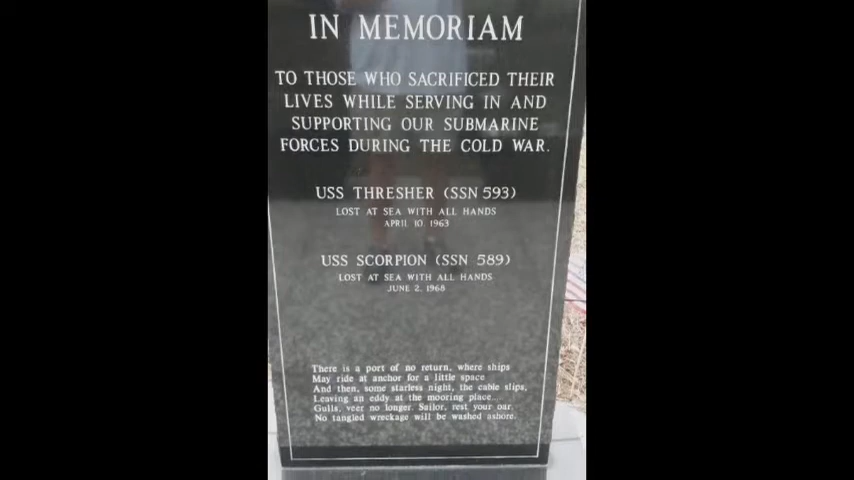 IN MEMORIAM
TO THOSE WHO SACRIFICED THEIR
LIVES WHILE SERVING IN AND
SUPPORTING OUR SUBMARINE
FORCES DURING THE COLD WAR.
USS THRESHER (SSN 593)
LOST AT SEA WITH ALL HANDS
APRIL 10, 1963
USS SCORPION (SSN 589)
LOST AT SEA WITH ALL HANDS
JUNE 2, 1968
There is a port of no return, where ships
May ride at anchor for a little space
And then, some starless night, the cable slips,
Leaving an eddy at the mooring place....
Gulls, veer no longer. Sailor, rest your oar.
No tangled wreckage will be washed ashore.